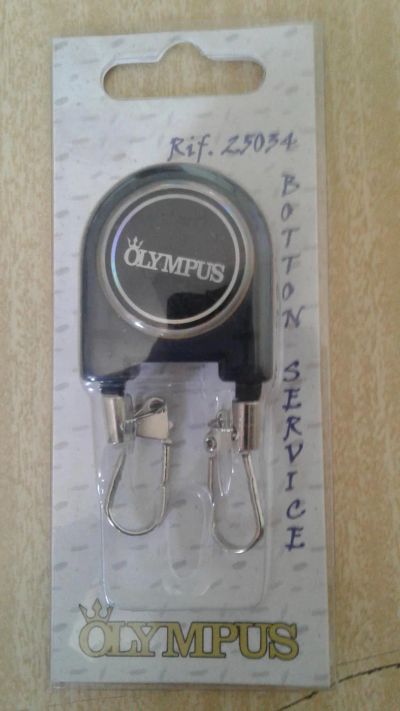 Rif. 25034
BOTTON SERVICE
OLYMPUS
OLYMPUS